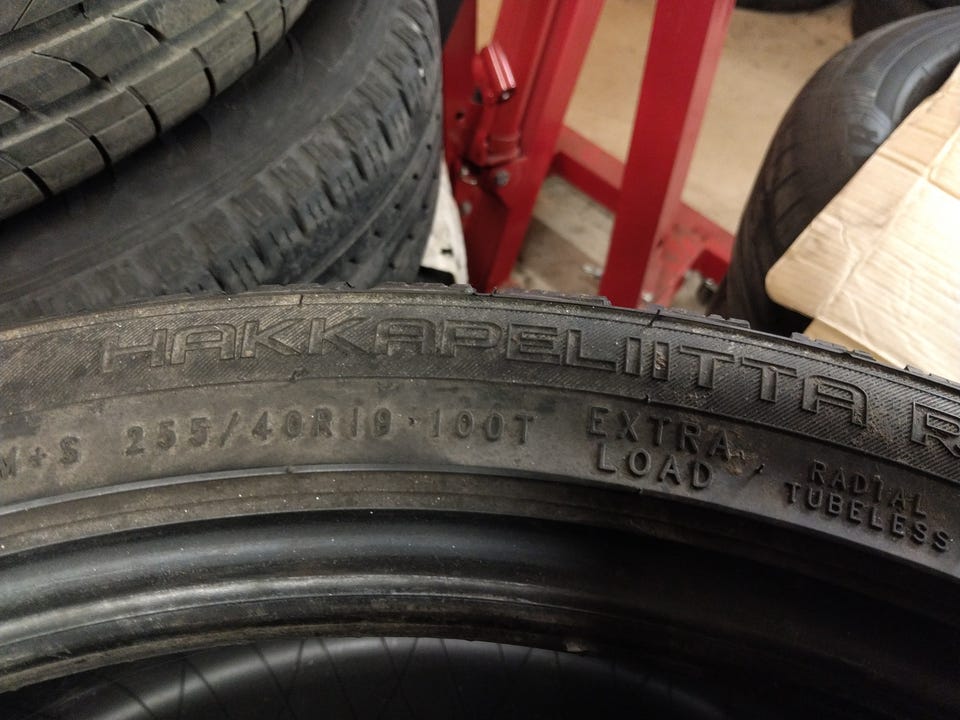 HAKKAPELIITTA R
M+S 255/40R19 100T EXTRA LOAD
RADIAL TUBELESS